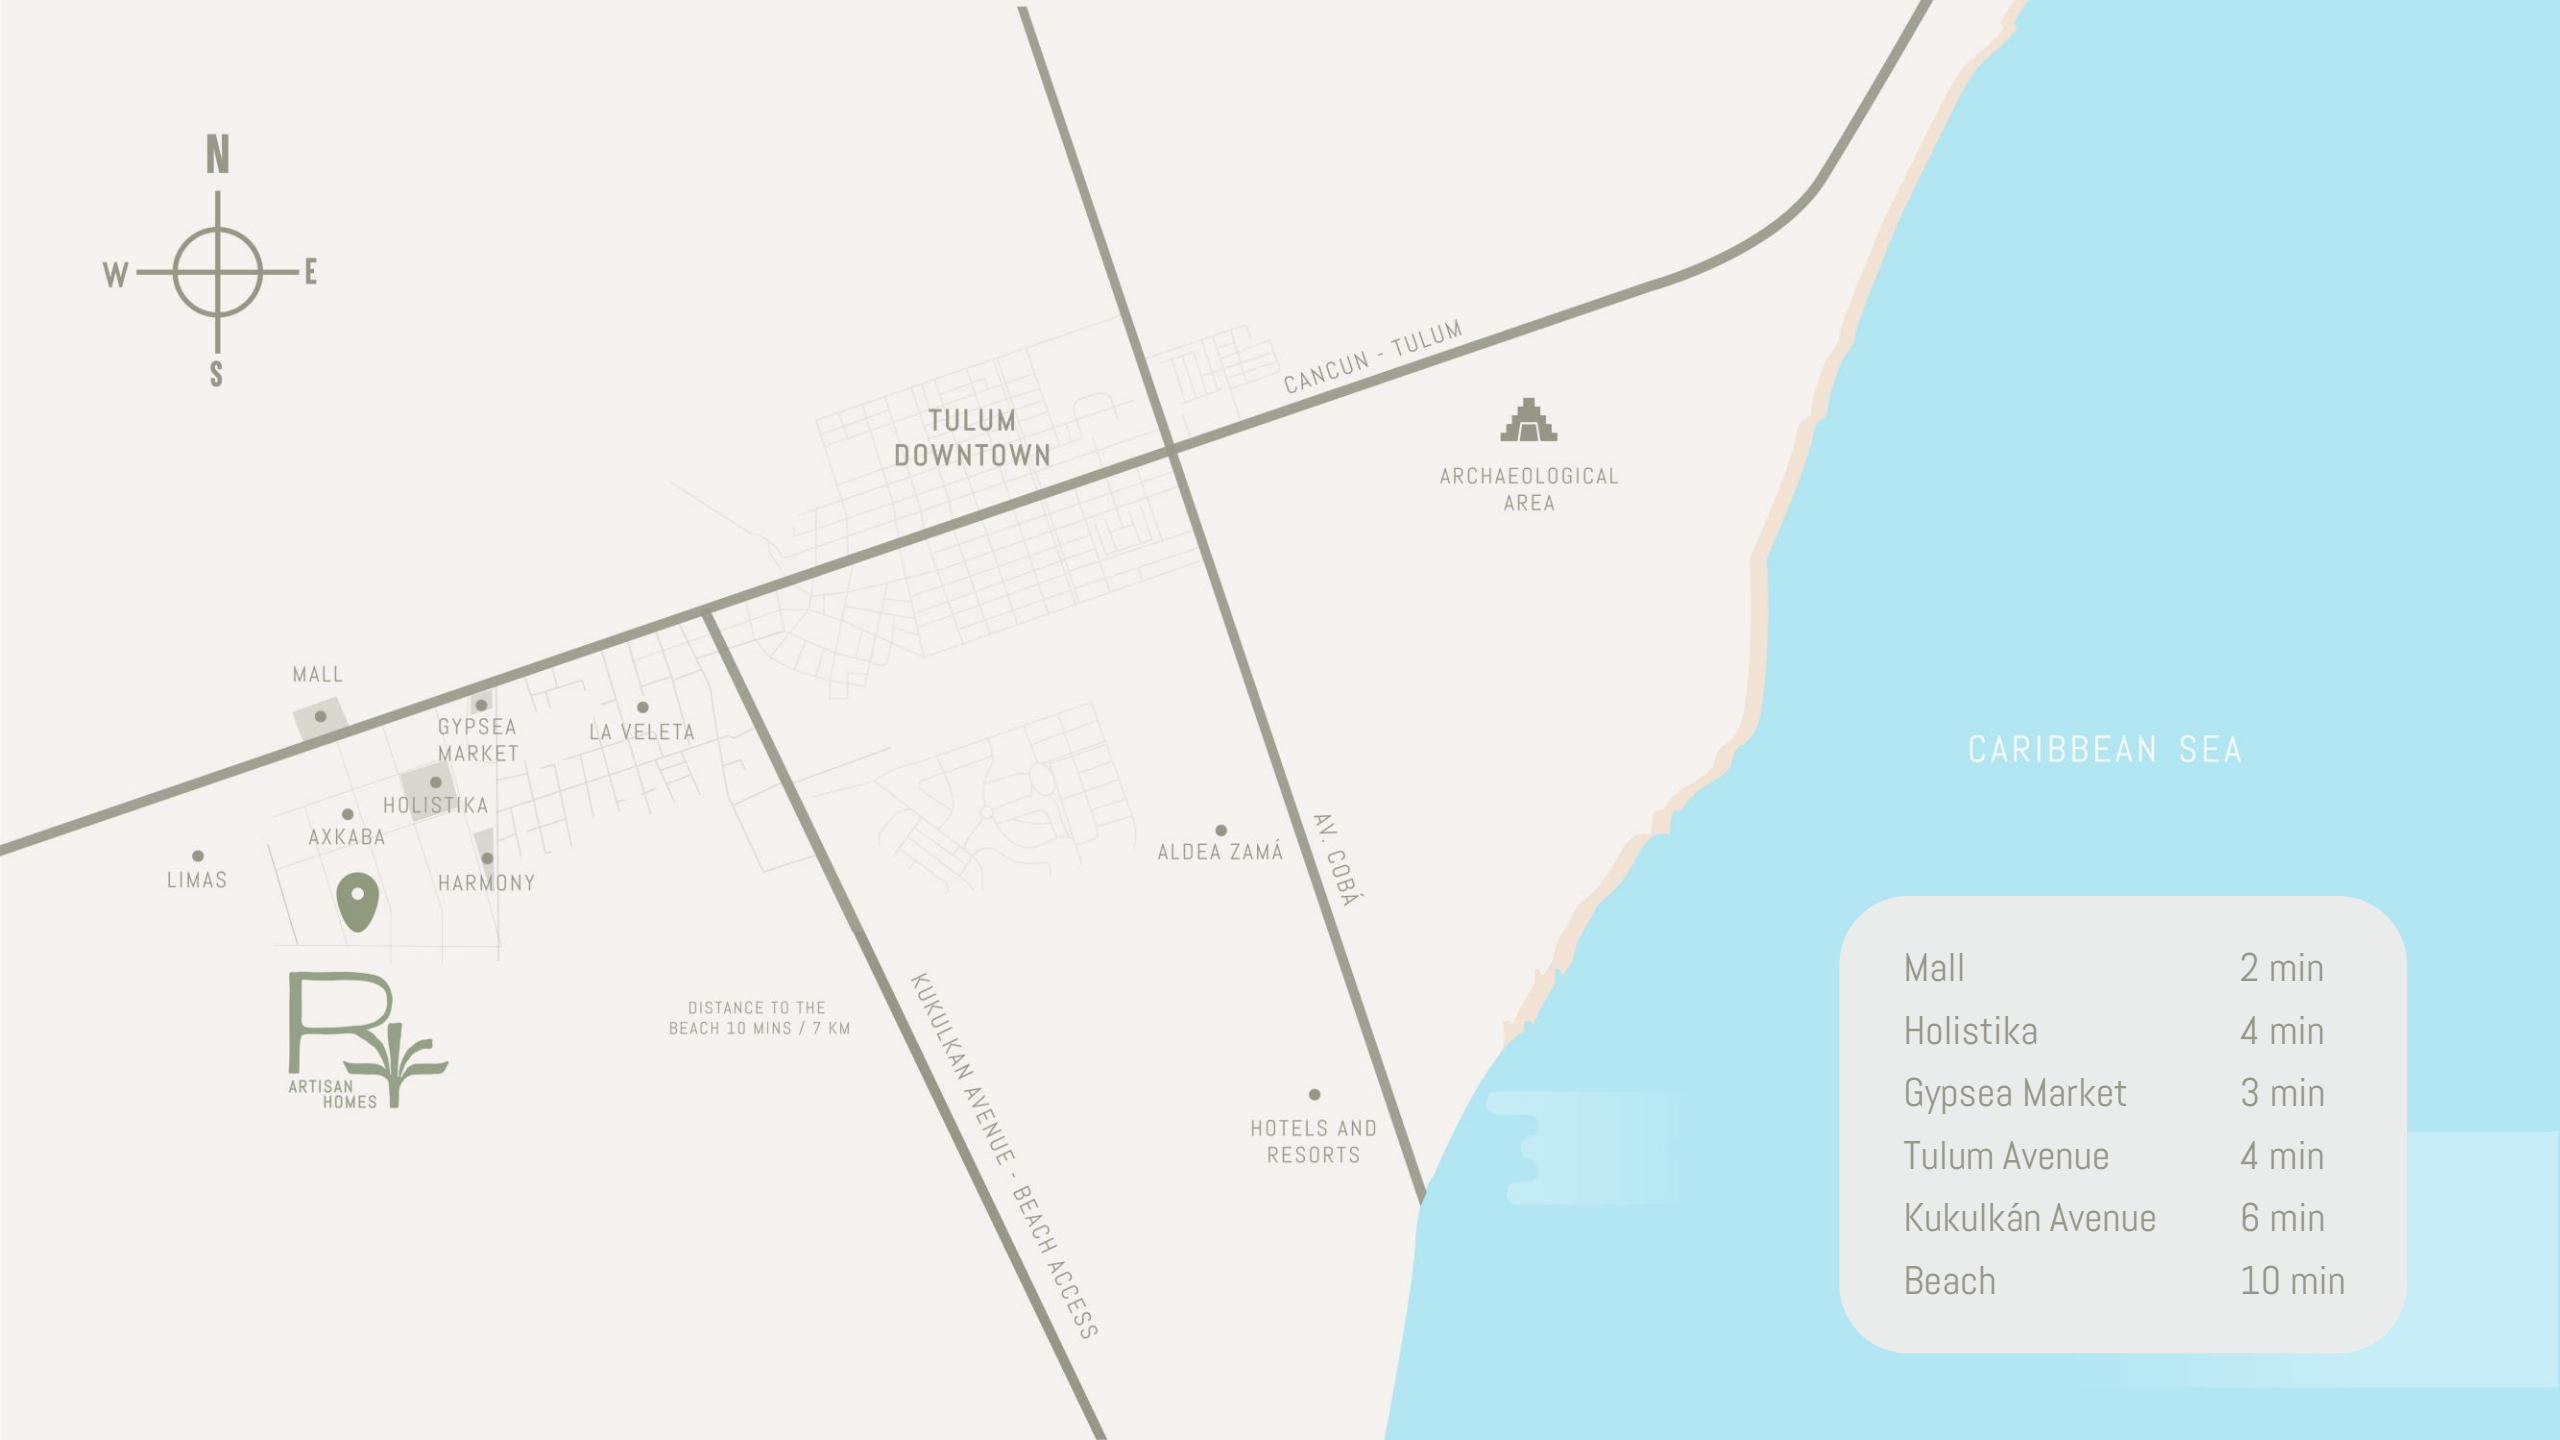 N
W
E
S
CANCUN - TULUM
TULUM
DOWNTOWN
ARCHAEOLOGICAL
AREA
MALL
GYPSEA
MARKET
LA VELETA
CARIBBEAN SEA
HOLISTIKA
AXKABA
LIMAS
HARMONY
ALDEA ZAMÁ
AV. COBÁ
DISTANCE TO THE
BEACH 10 MINS / 7 KM
KUKULKAN AVENUE - BEACH ACCESS
R
ARTISAN
HOMES
HOTELS AND
RESORTS
Mall 2 min
Holistika 4 min
Gypsea Market 3 min
Tulum Avenue 4 min
Kukulkán Avenue 6 min
Beach 10 min